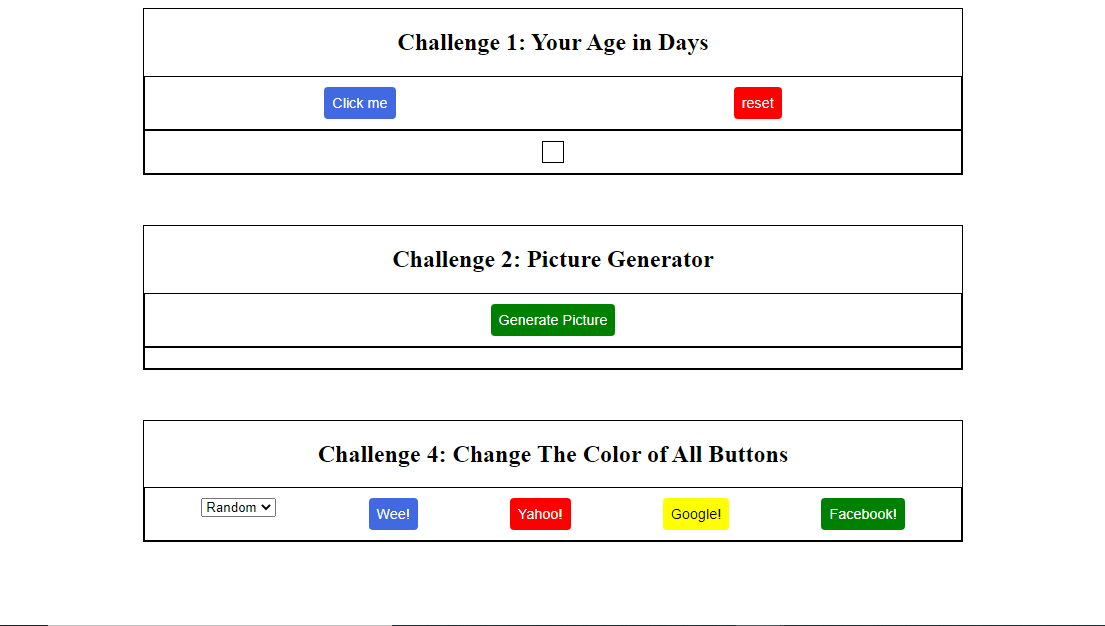 Challenge 1: Your Age in Days
Click me
reset
Challenge 2: Picture Generator
Generate Picture
Challenge 4: Change The Color of All Buttons
Random
Wee!
Yahoo!
Google!
Facebook!